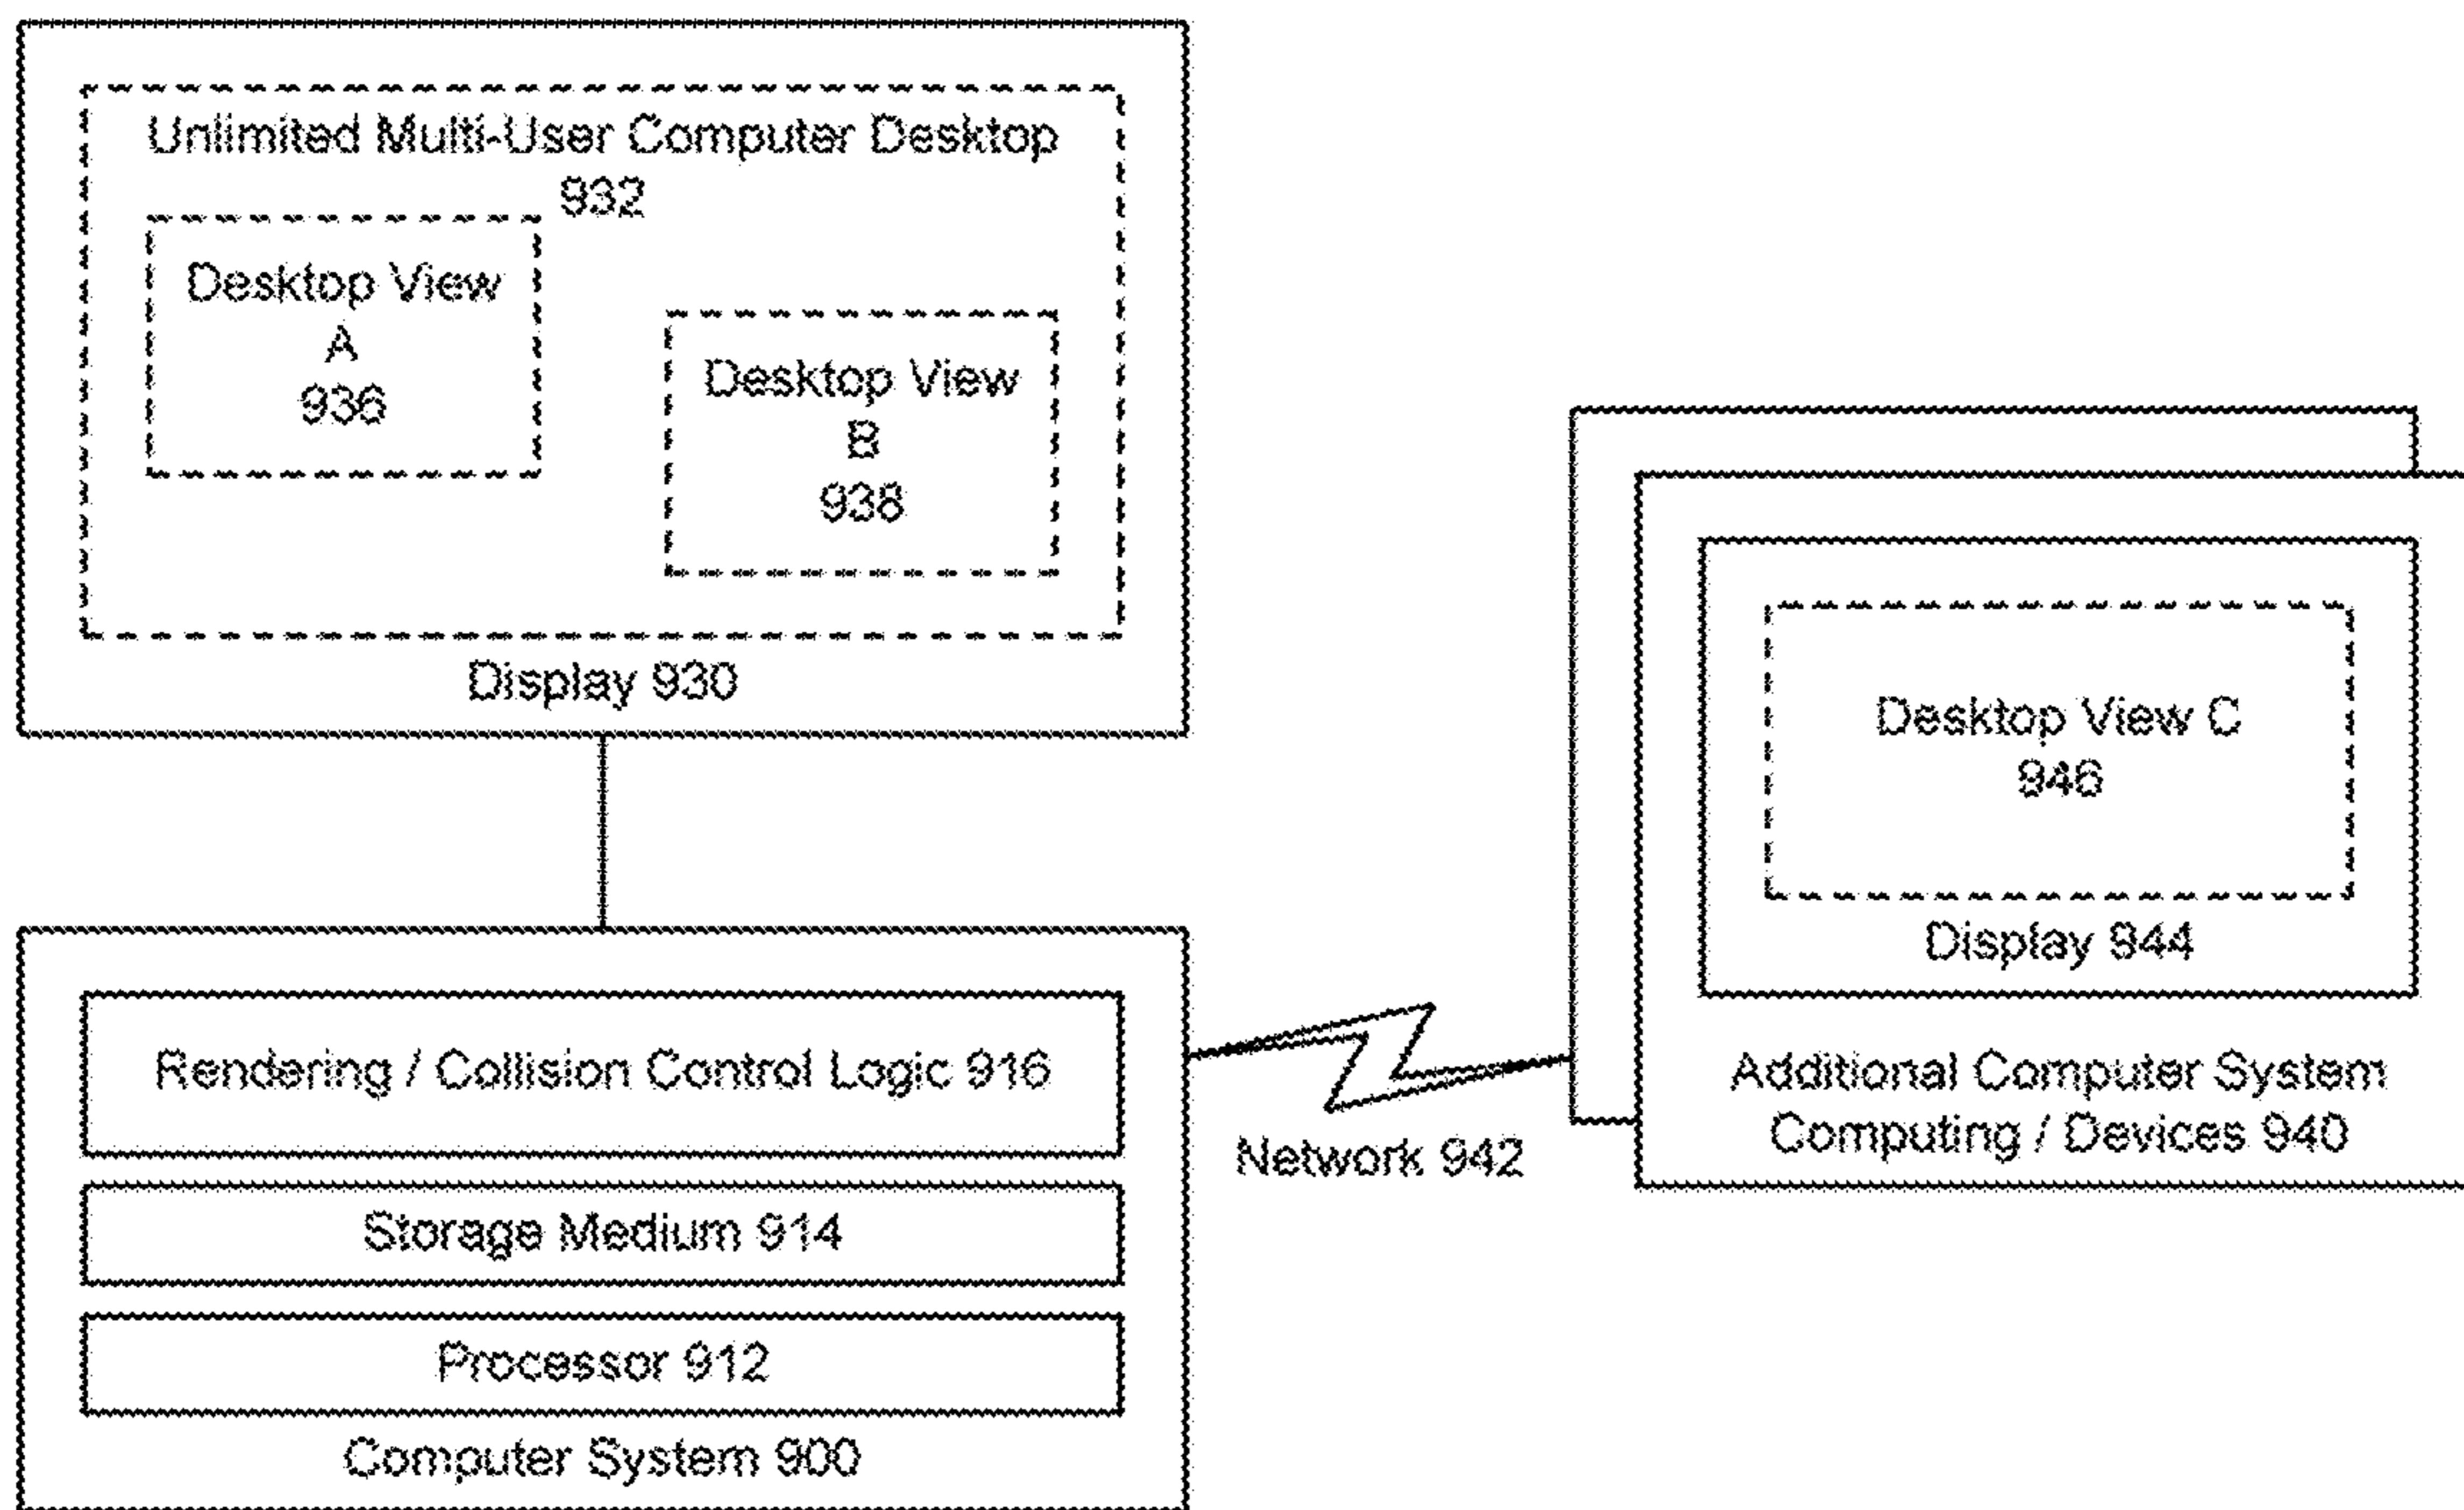 Unlimited Multi-User Computer Desktop
932
Desktop View
A
936
Desktop View
B
938
Display 930
Desktop View C
946
Display 944
Additional Computer System
Computing / Devices 940
Network 942
Rendering / Collision Control Logic 916
Storage Medium 914
Processor 912
Computer System 900